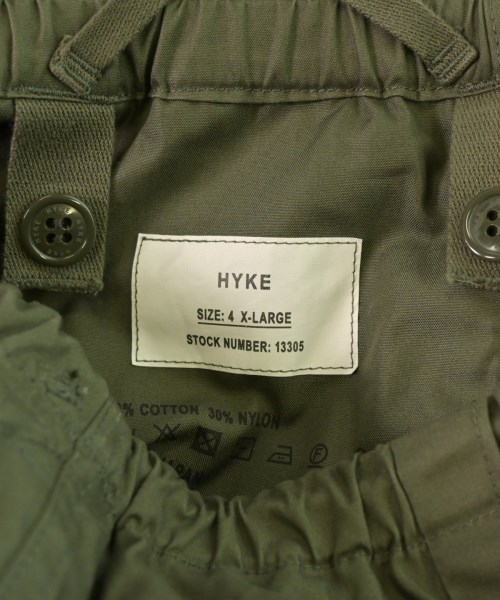 HYKE
SIZE: 4 X-LARGE
STOCK NUMBER: 13305
% COTTON 30% NYLON